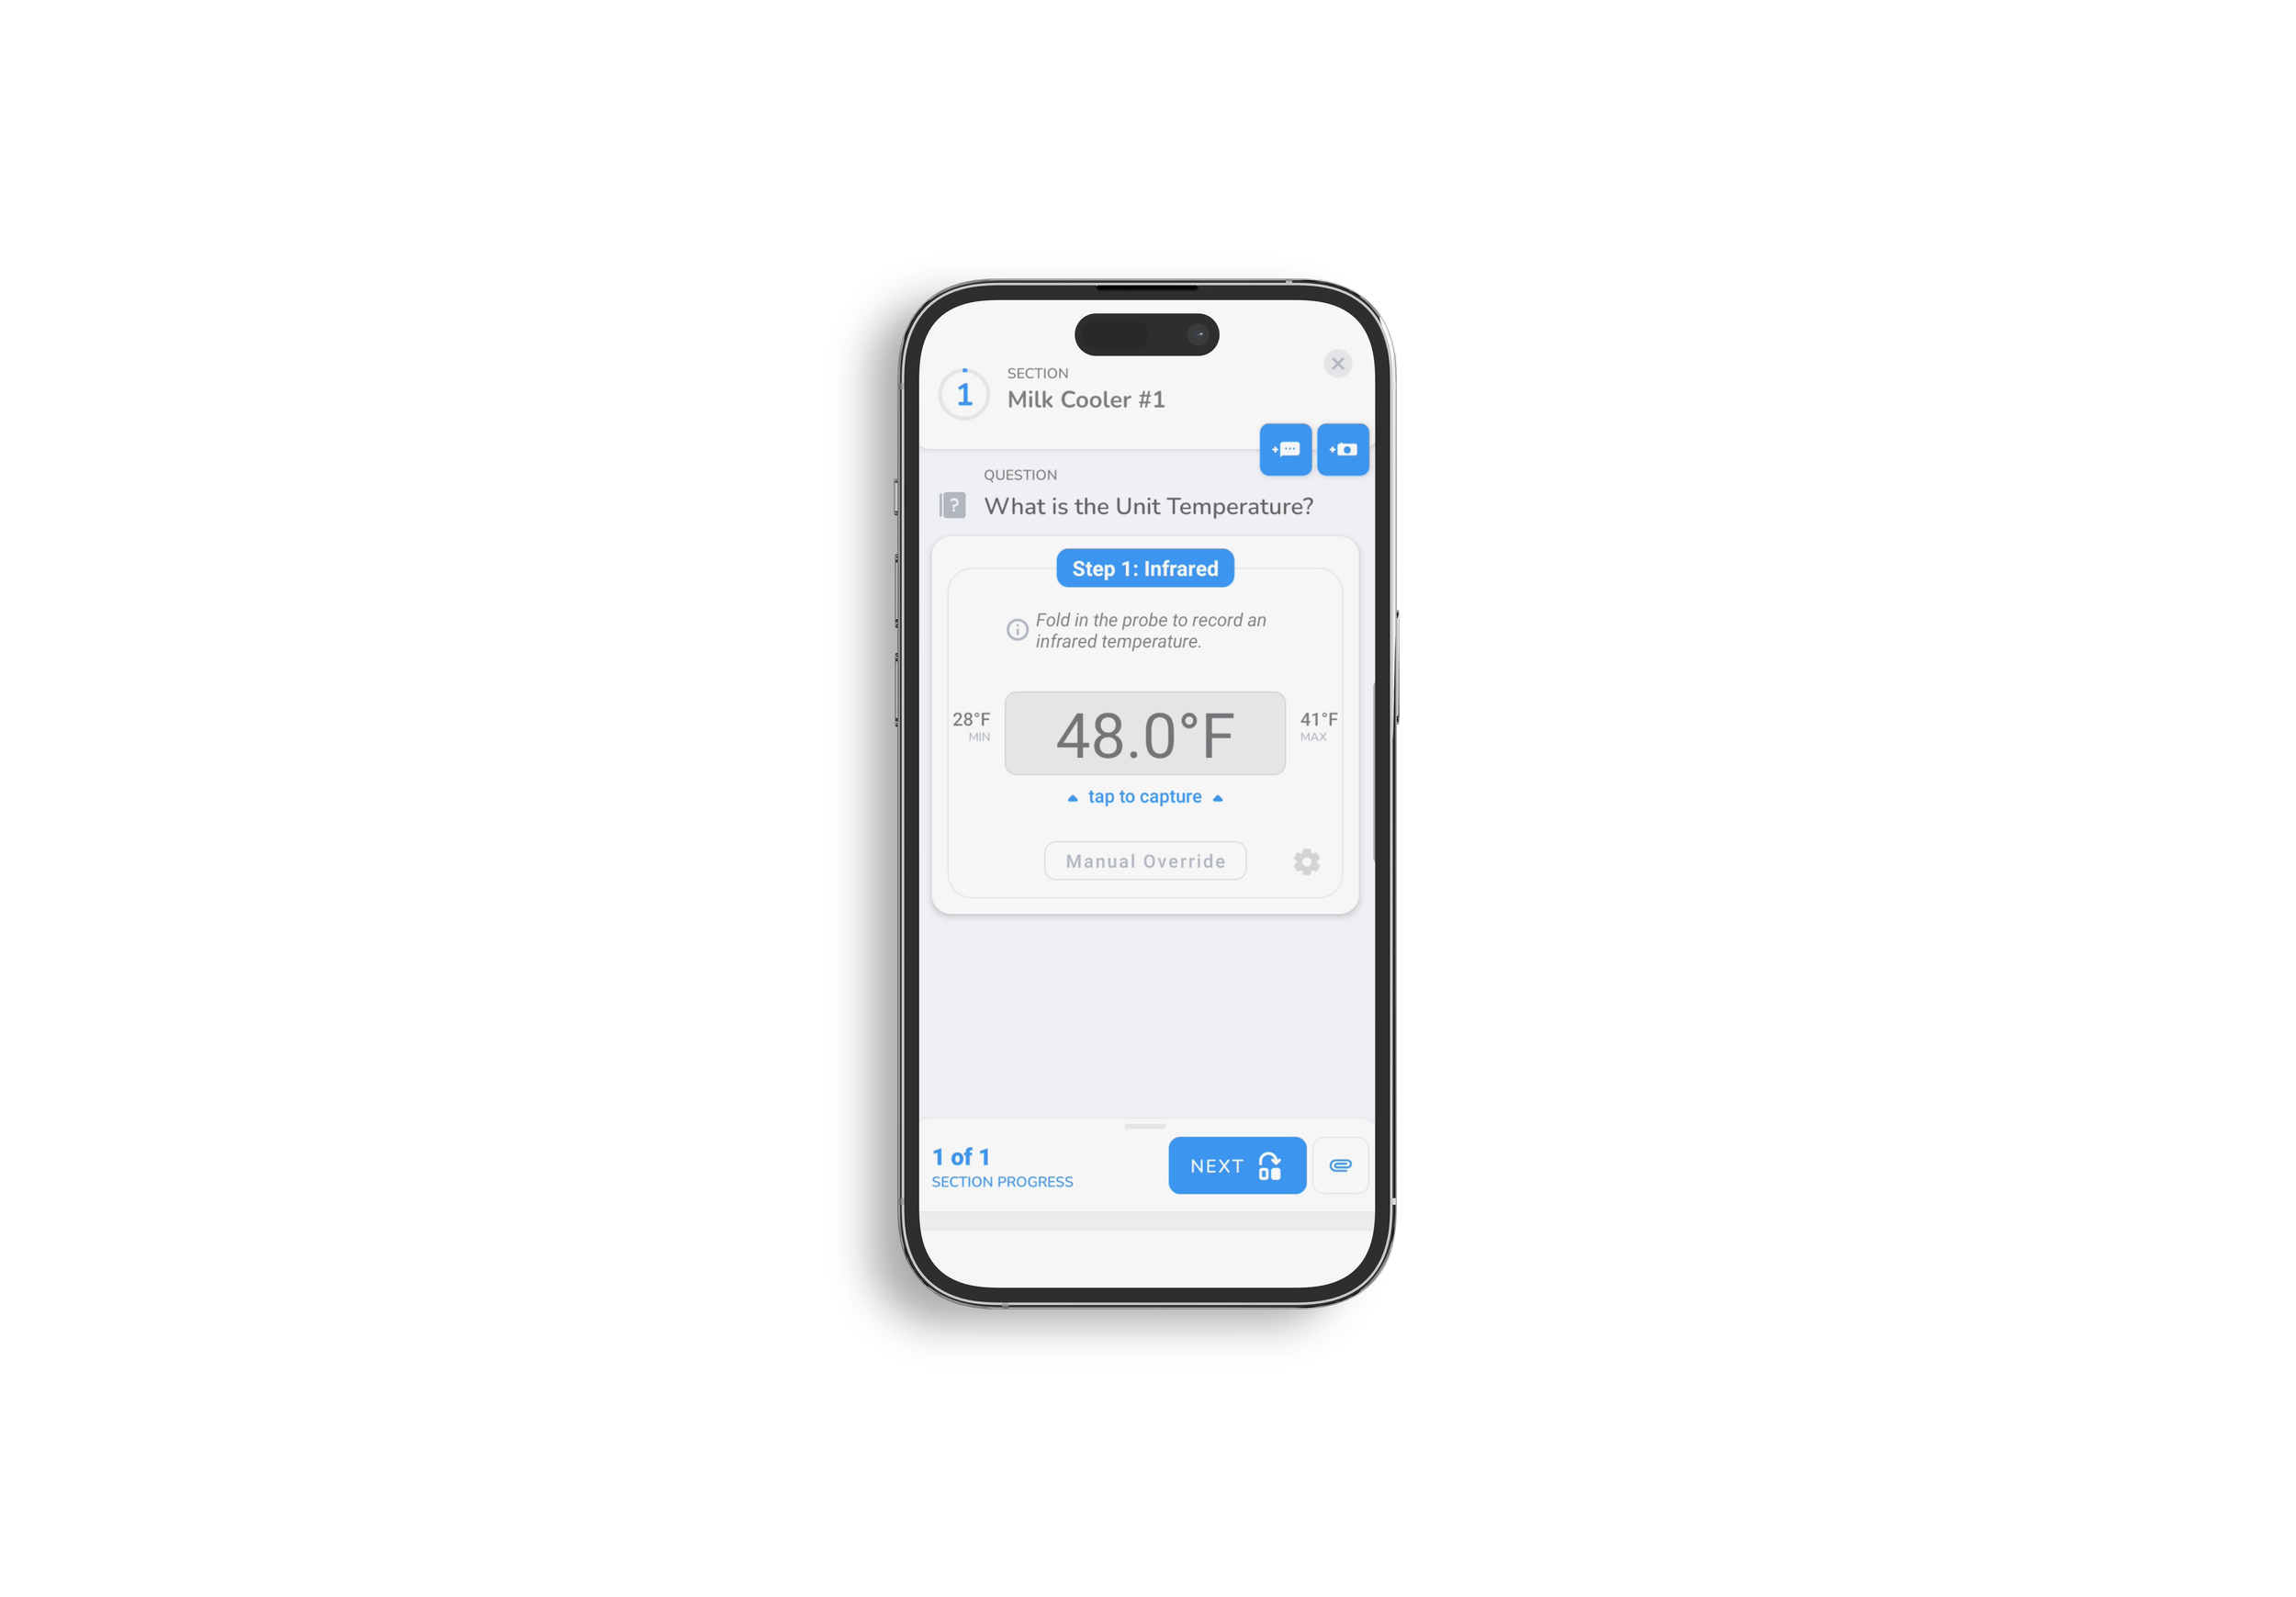 1
SECTION
Milk Cooler #1
QUESTION
What is the Unit Temperature?
Step 1: Infrared
Fold in the probe to record an
infrared temperature.
28°F
MIN
48.0°F
41°F
MAX
tap to capture
Manual Override
1 of 1
SECTION PROGRESS
NEXT